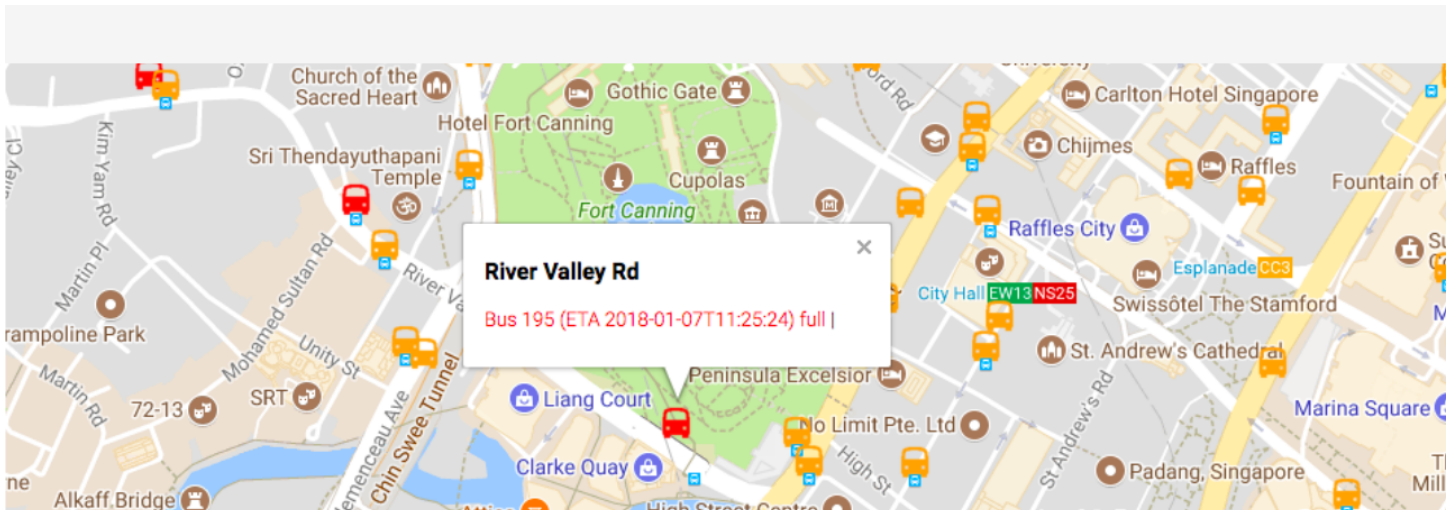 Church of the
Sacred Heart
Gothic Gate
Carlton Hotel Singapore
Hotel Fort Canning
Kim Yam Rd
Sri Thendayuthapani
Temple
Cupolas
Chijmes
Raffles
Fountain of
Fort Canning
Raffles City
River Valley Rd
Bus 195 (ETA 2018-01-07T11:25:24) full |
Martin Pl
Mohamed Sultan Rd
River
Esplanade CC3
City Hall EW13 NS25
Swissôtel The Stamford
Unity St
St. Andrew's Cathedral
Peninsula Excelsior
Martin Rd
SRT
72-13
Liang Court
Chin Swee Tunnel
No Limit Pte. Ltd
St Andrew's Rd
Marina Square
Clarke Quay
High St
Padang, Singapore
Alkaff Bridge
High Street Centre